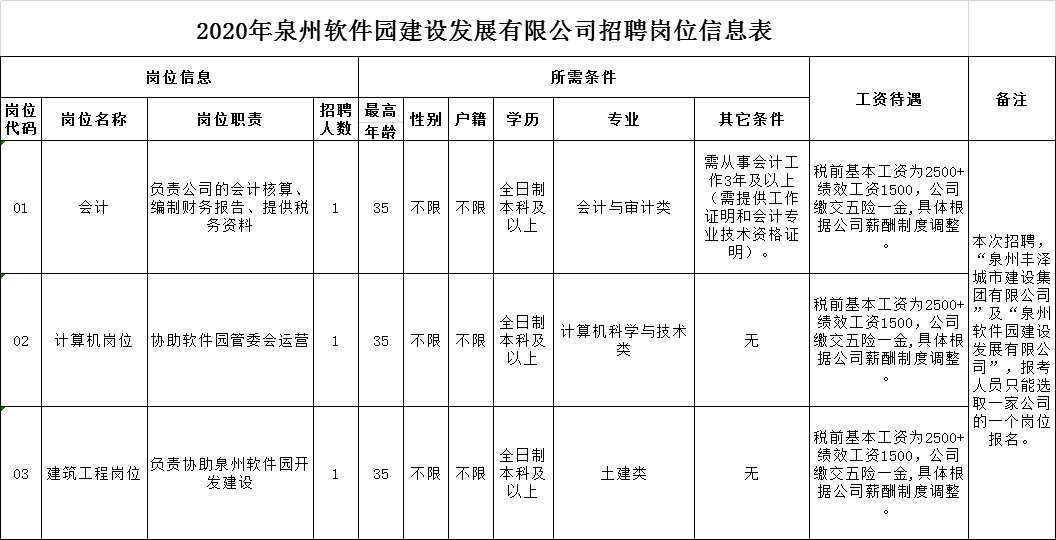 2020年泉州软件园建设发展有限公司招聘岗位信息表
岗位信息
所需条件
工资待遇
备注
岗位
代码
岗位名称
岗位职责
招聘
人数
最高
年龄
性别
户籍
学历
专业
其它条件
01
会计
负责公司的会计核算、
编制财务报告、提供税
务资料
1
35
不限
不限
全日制
本科及
以上
会计与审计类
需从事会计工
作3年及以上
（需提供工作
证明和会计专
业技术资格证
明）。
税前基本工资为2500+
绩效工资1500，公司
缴交五险一金,具体根
据公司薪酬制度调整
。
本次招聘，
“泉州丰泽
城市建设集
团有限公司
”及“泉州
软件园建设
发展有限公
司”，报考
人员只能选
取一家公司
的一个岗位
报名。
02
计算机岗位
协助软件园管委会运营
1
35
不限
不限
全日制
本科及
以上
计算机科学与技术
类
无
税前基本工资为2500+
绩效工资1500，公司
缴交五险一金,具体根
据公司薪酬制度调整
。
03
建筑工程岗位
负责协助泉州软件园开
发建设
1
35
不限
不限
全日制
本科及
以上
土建类
无
税前基本工资为2500+
绩效工资1500，公司
缴交五险一金,具体根
据公司薪酬制度调整
。